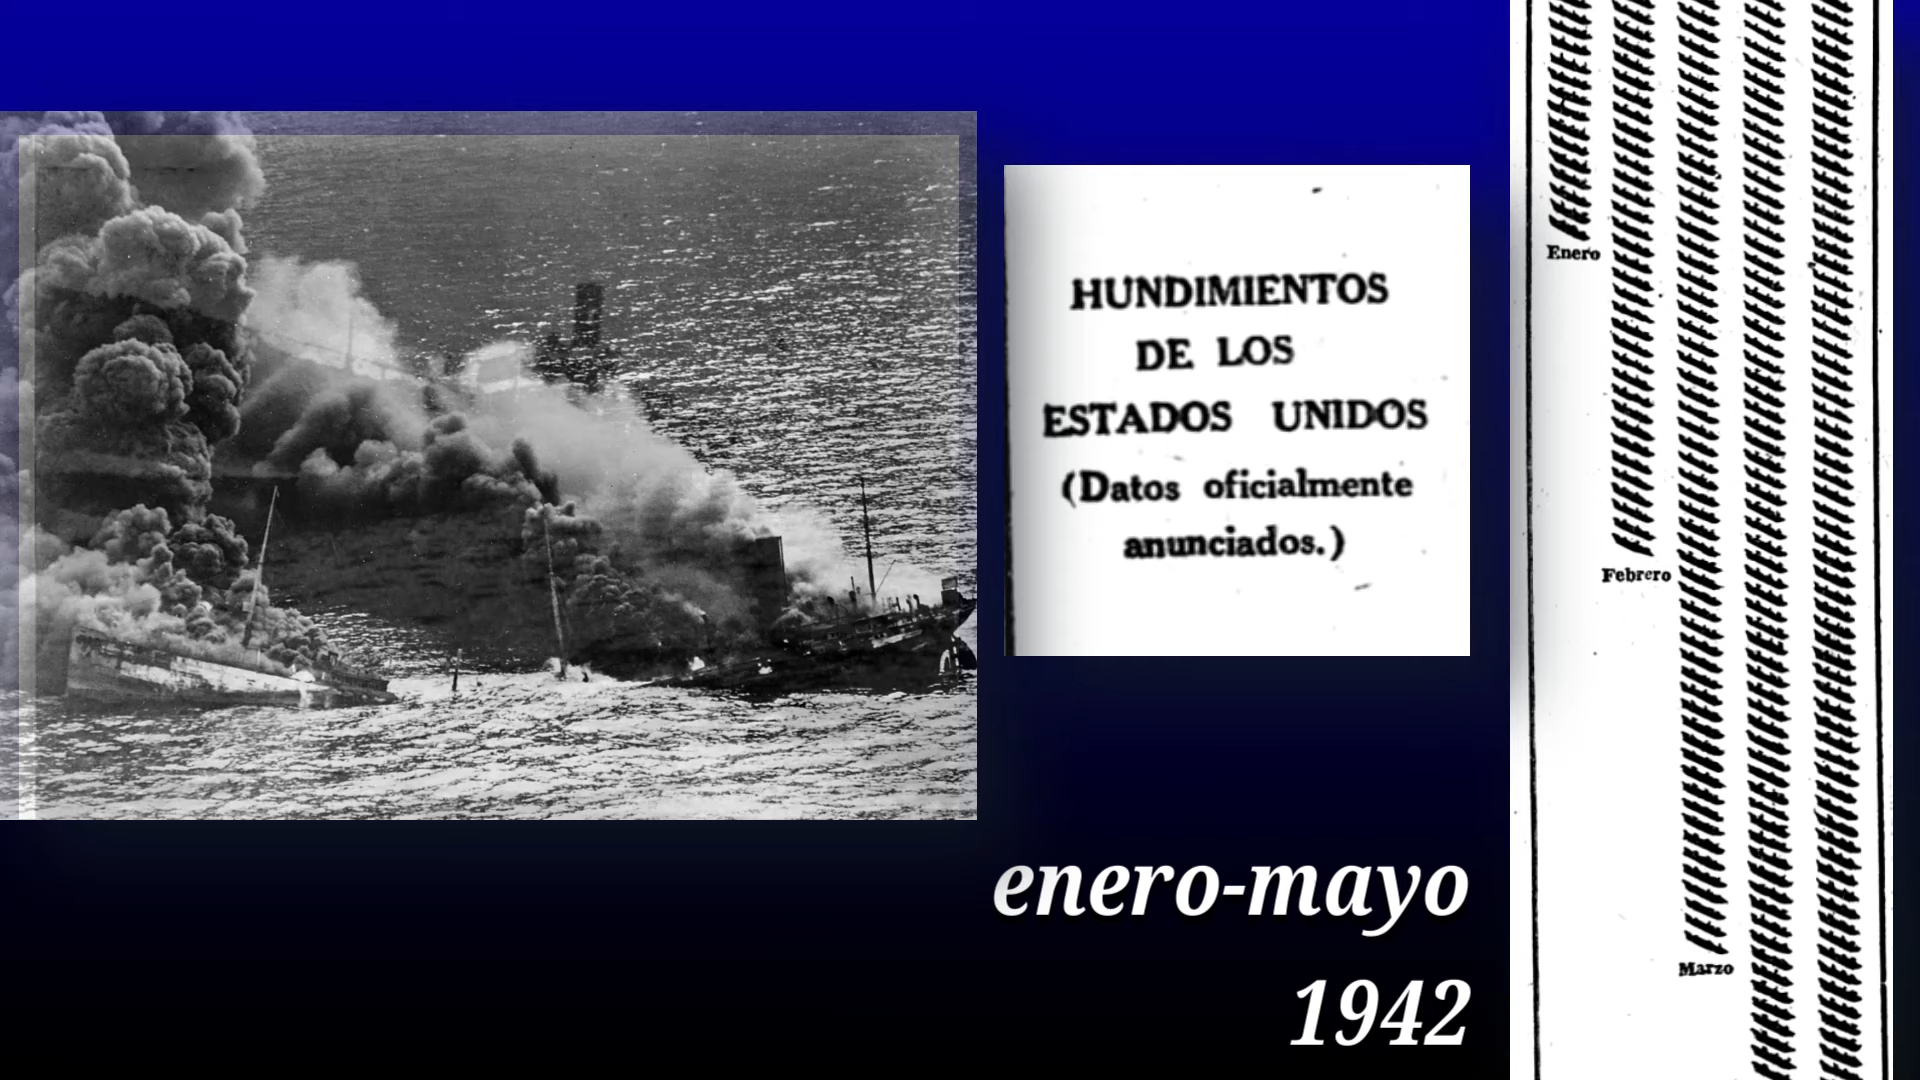 HUNDIMIENTOS
DE LOS
ESTADOS UNIDOS
(Datos oficialmente
anunciados.)
enero-mayo
1942
Enero
Febrero
Marzo